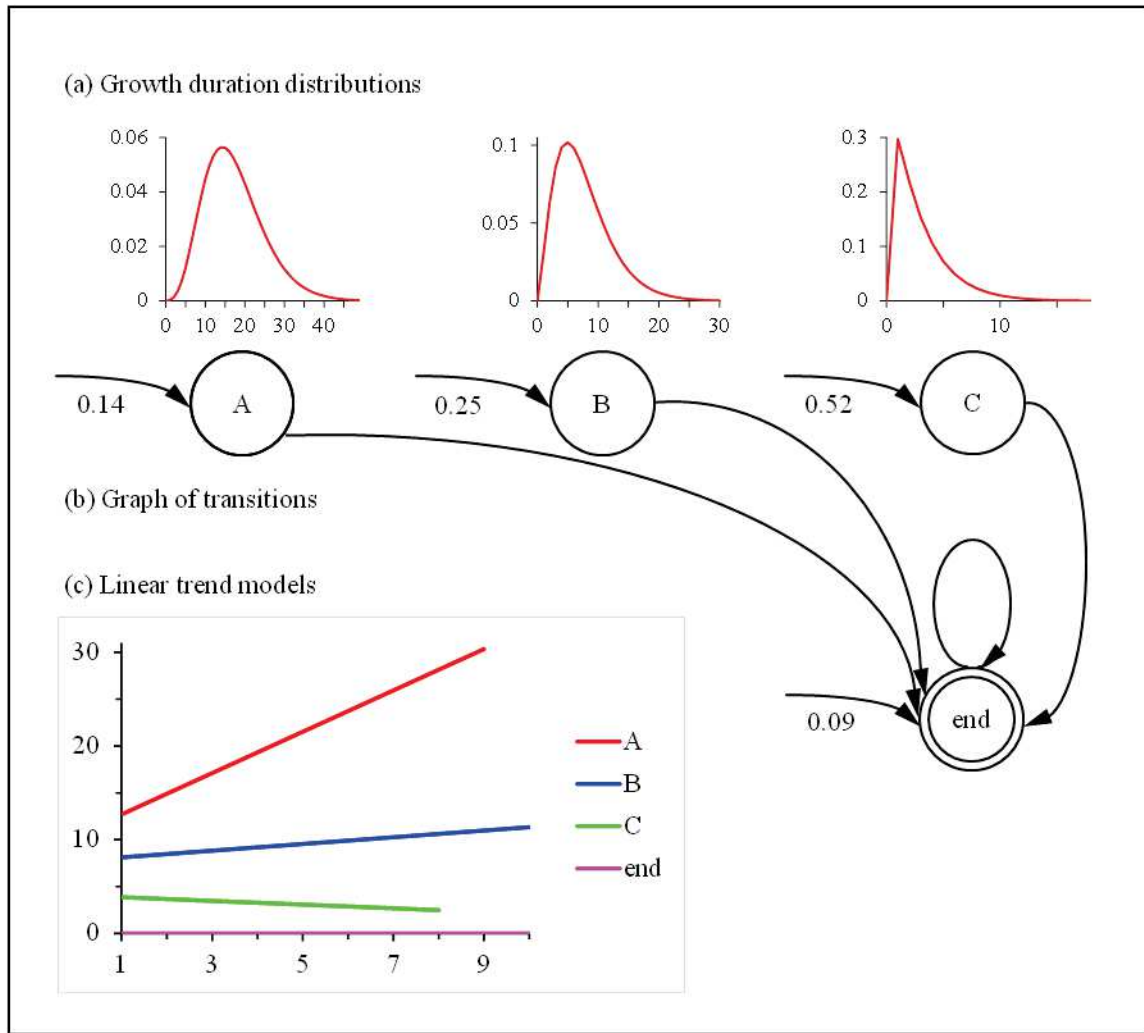 (a) Growth duration distributions
0.06
0.04
0.02
0
0 10 20 30 40
0.1
0.05
0
0 10 20 30
0.3
0.2
0.1
0
0 10
0.14
A
0.25
B
0.52
C
(b) Graph of transitions
(c) Linear trend models
30
20
10
0
1 3 5 7 9
A
B
C
end
0.09
end